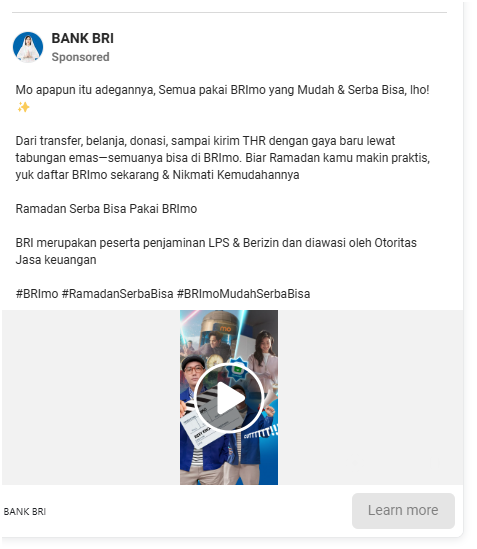 BANK BRI
Sponsored
Mo apapun itu adegannya, Semua pakai BRImo yang Mudah & Serba Bisa, lho!
✨
Dari transfer, belanja, donasi, sampai kirim THR dengan gaya baru lewat
tabungan emas—semuanya bisa di BRImo. Biar Ramadan kamu makin praktis,
yuk daftar BRImo sekarang & Nikmati Kemudahannya
Ramadan Serba Bisa Pakai BRImo
BRI merupakan peserta penjaminan LPS & Berizin dan diawasi oleh Otoritas
Jasa keuangan
#BRImo #RamadanSerbaBisa #BRImoMudahSerbaBisa
mo
BANK BRI
Learn more